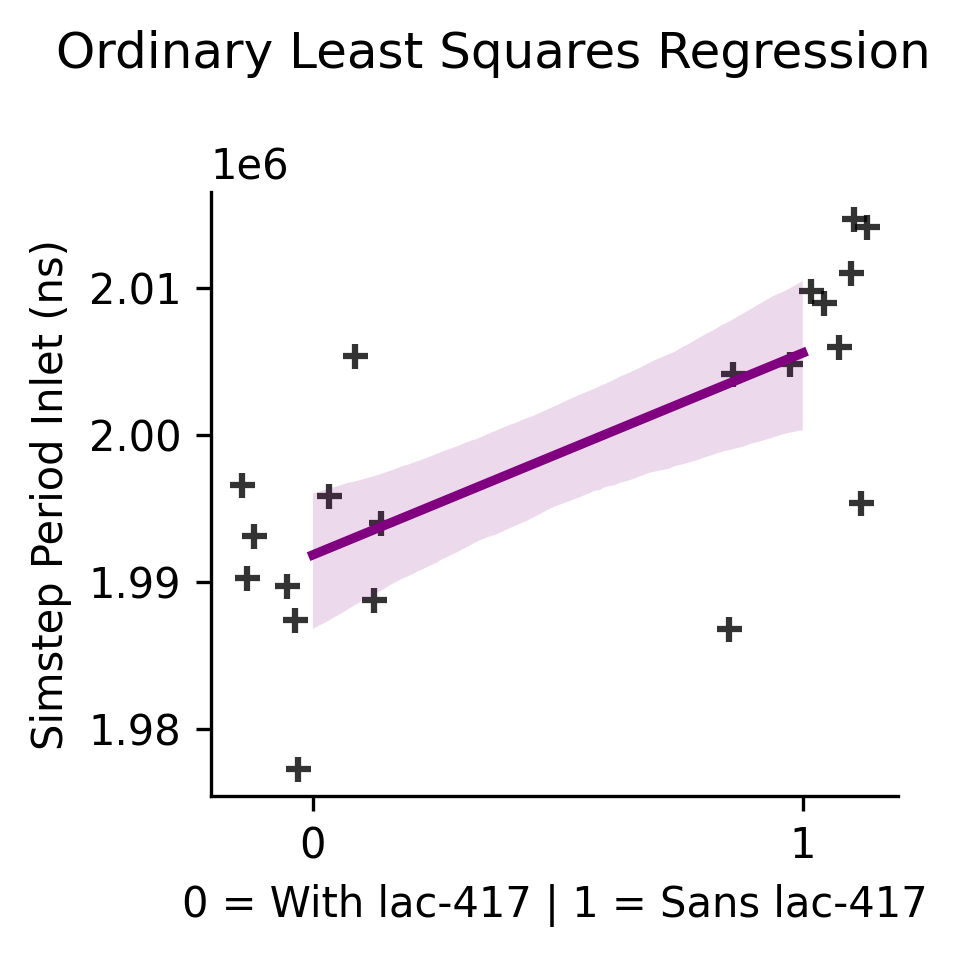 Ordinary Least Squares Regression
1e6
Simstep Period Inlet (ns)
2.01
2.00
1.99
1.98
0 1
0 = With lac-417 | 1 = Sans lac-417